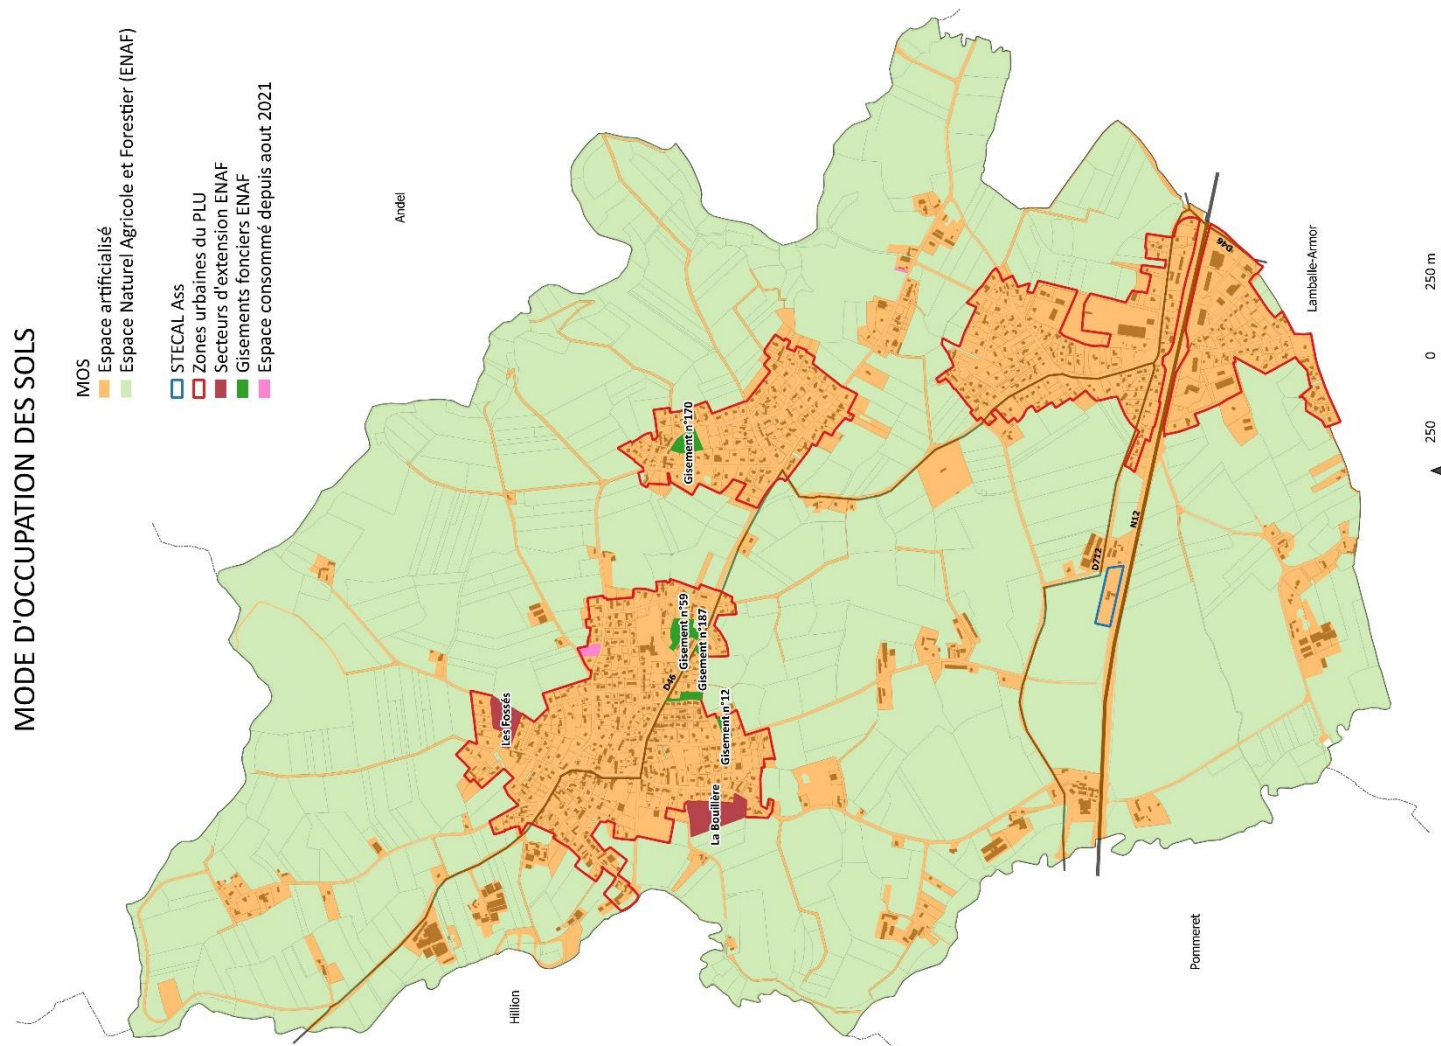 MODE D'OCCUPATION DES SOLS
MOS
Espace artificialisé
Espace Naturel Agricole et Forestier (ENAF)
STECAL Ass
Zones urbaines du PLU
Secteurs d'extension ENAF
Gisements fonciers ENAF
Espace consommé depuis aout 2021
Andel
Gisement n°170
Les Fossés
Gisement n°59
D46
Gisement n°187
Gisement n°12
La Bouillère
Hillion
D46
Lamballe-Armor
D712
N12
Pommeret
250
0
250 m